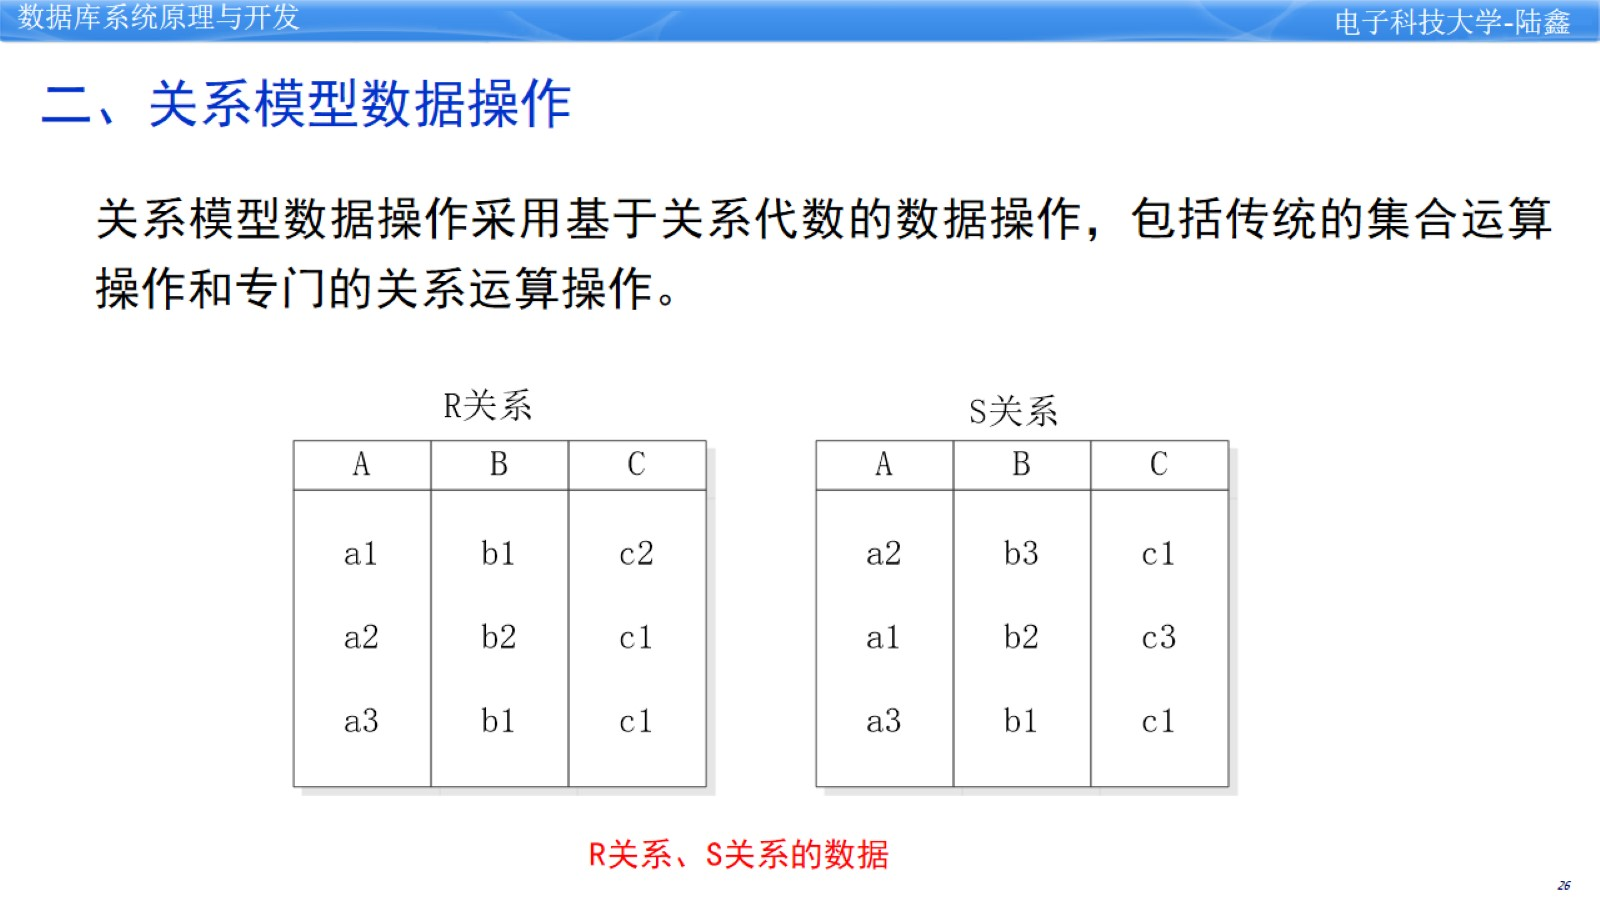 数据库系统原理与开发
电子科技大学-陆鑫
二、关系模型数据操作
关系模型数据操作采用基于关系代数的数据操作，包括传统的集合运算
操作和专门的关系运算操作。
R关系
A B C
a1 b1 c2
a2 b2 c1
a3 b1 c1
S关系
A B C
a2 b3 c1
a1 b2 c3
a3 b1 c1
R关系、S关系的数据
26